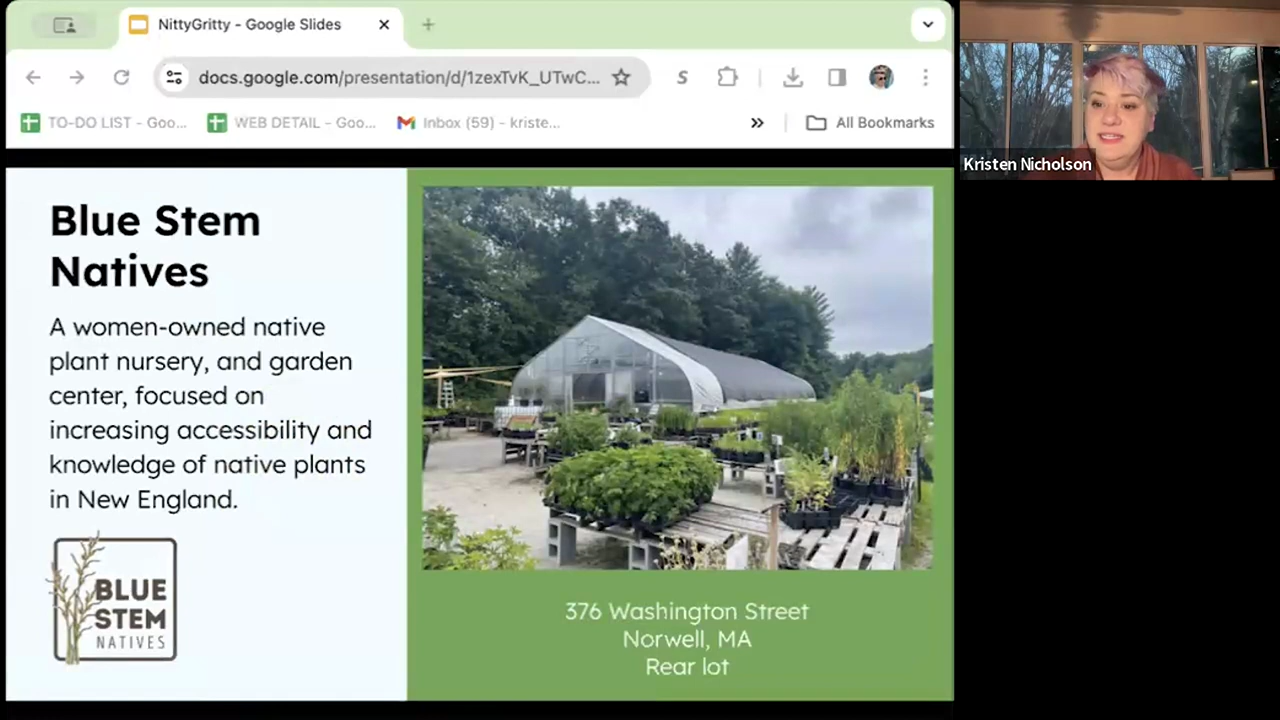 NittyGritty - Google Slides
docs.google.com/presentation/d/1zexTvK_UTwC...
TO-DO LIST - Goo...
WEB DETAIL - Goo...
Inbox (59) - kriste...
All Bookmarks
Kristen Nicholson
Blue Stem
Natives
A women-owned native
plant nursery, and garden
center, focused on
increasing accessibility and
knowledge of native plants
in New England.
BLUE
STEM
NATIVES
376 Washington Street
Norwell, MA
Rear lot